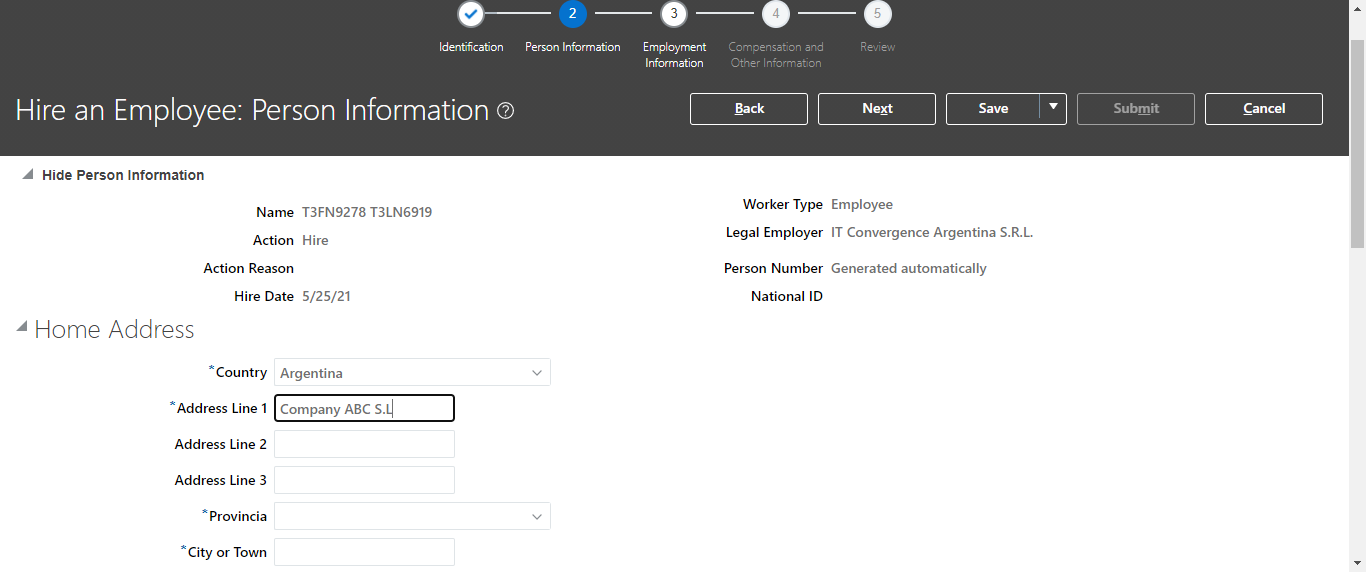 2 3 4 5
Identification Person Information Employment Information Compensation and Other Information Review
Hire an Employee: Person Information ?
Back Next Save Submit Cancel
Hide Person Information
Name T3FN9278 T3LN6919
Action Hire
Action Reason
Hire Date 5/25/21
Worker Type Employee
Legal Employer IT Convergence Argentina S.R.L.
Person Number Generated automatically
National ID
Home Address
*Country Argentina
*Address Line 1 Company ABC S.L
Address Line 2
Address Line 3
*Provincia
*City or Town